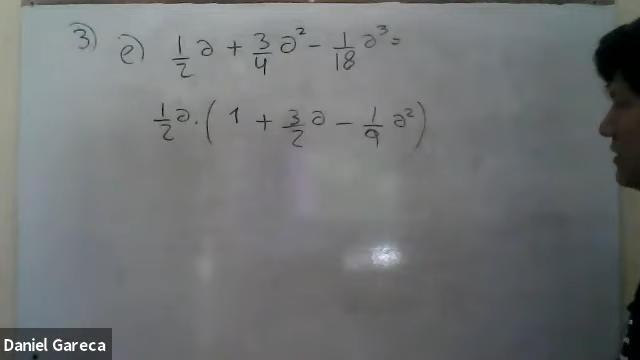 3) e) 1/2 a + 3/4 a² - 1/18 a³ =
1/2 a · ( 1 + 3/2 a - 1/9 a² )
Daniel Gareca